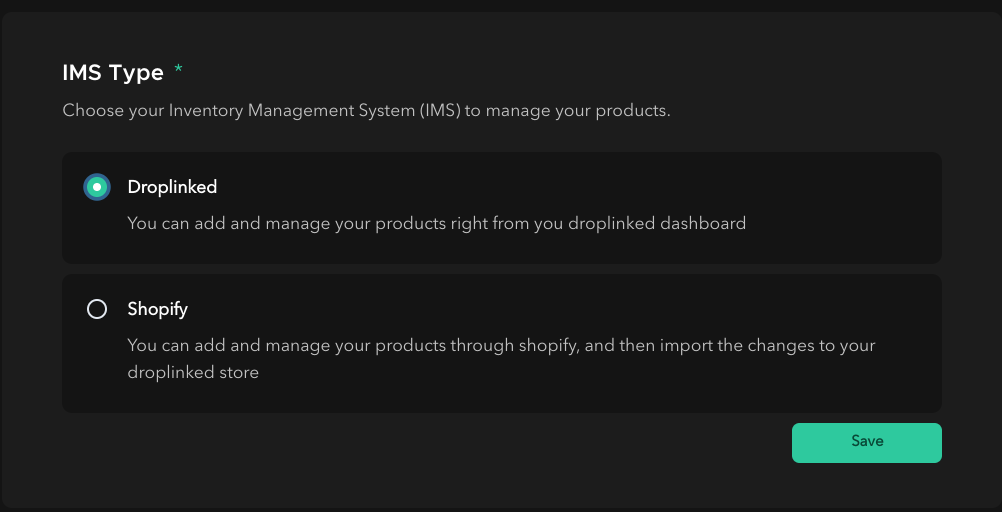 IMS Type *
Choose your Inventory Management System (IMS) to manage your products.
Droplinked
You can add and manage your products right from you droplinked dashboard
Shopify
You can add and manage your products through shopify, and then import the changes to your
droplinked store
Save